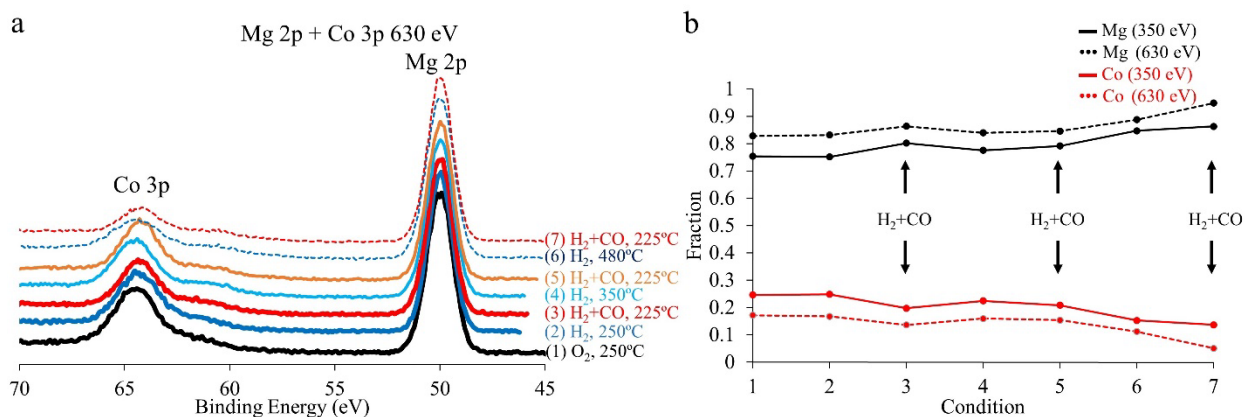 a
Mg 2p + Co 3p 630 eV
Mg 2p
Co 3p
(7) H₂+CO, 225ºC
(6) H₂, 480ºC
(5) H₂+CO, 225ºC
(4) H₂, 350ºC
(3) H₂+CO, 225ºC
(2) H₂, 250ºC
(1) O₂, 250ºC
70 65 60 55 50 45
Binding Energy (eV)
b
Mg (350 eV)
Mg (630 eV)
Co (350 eV)
Co (630 eV)
1
0.9
0.8
0.7
0.6
0.5
0.4
0.3
0.2
0.1
0
Fraction
H₂+CO H₂+CO H₂+CO
1 2 3 4 5 6 7
Condition